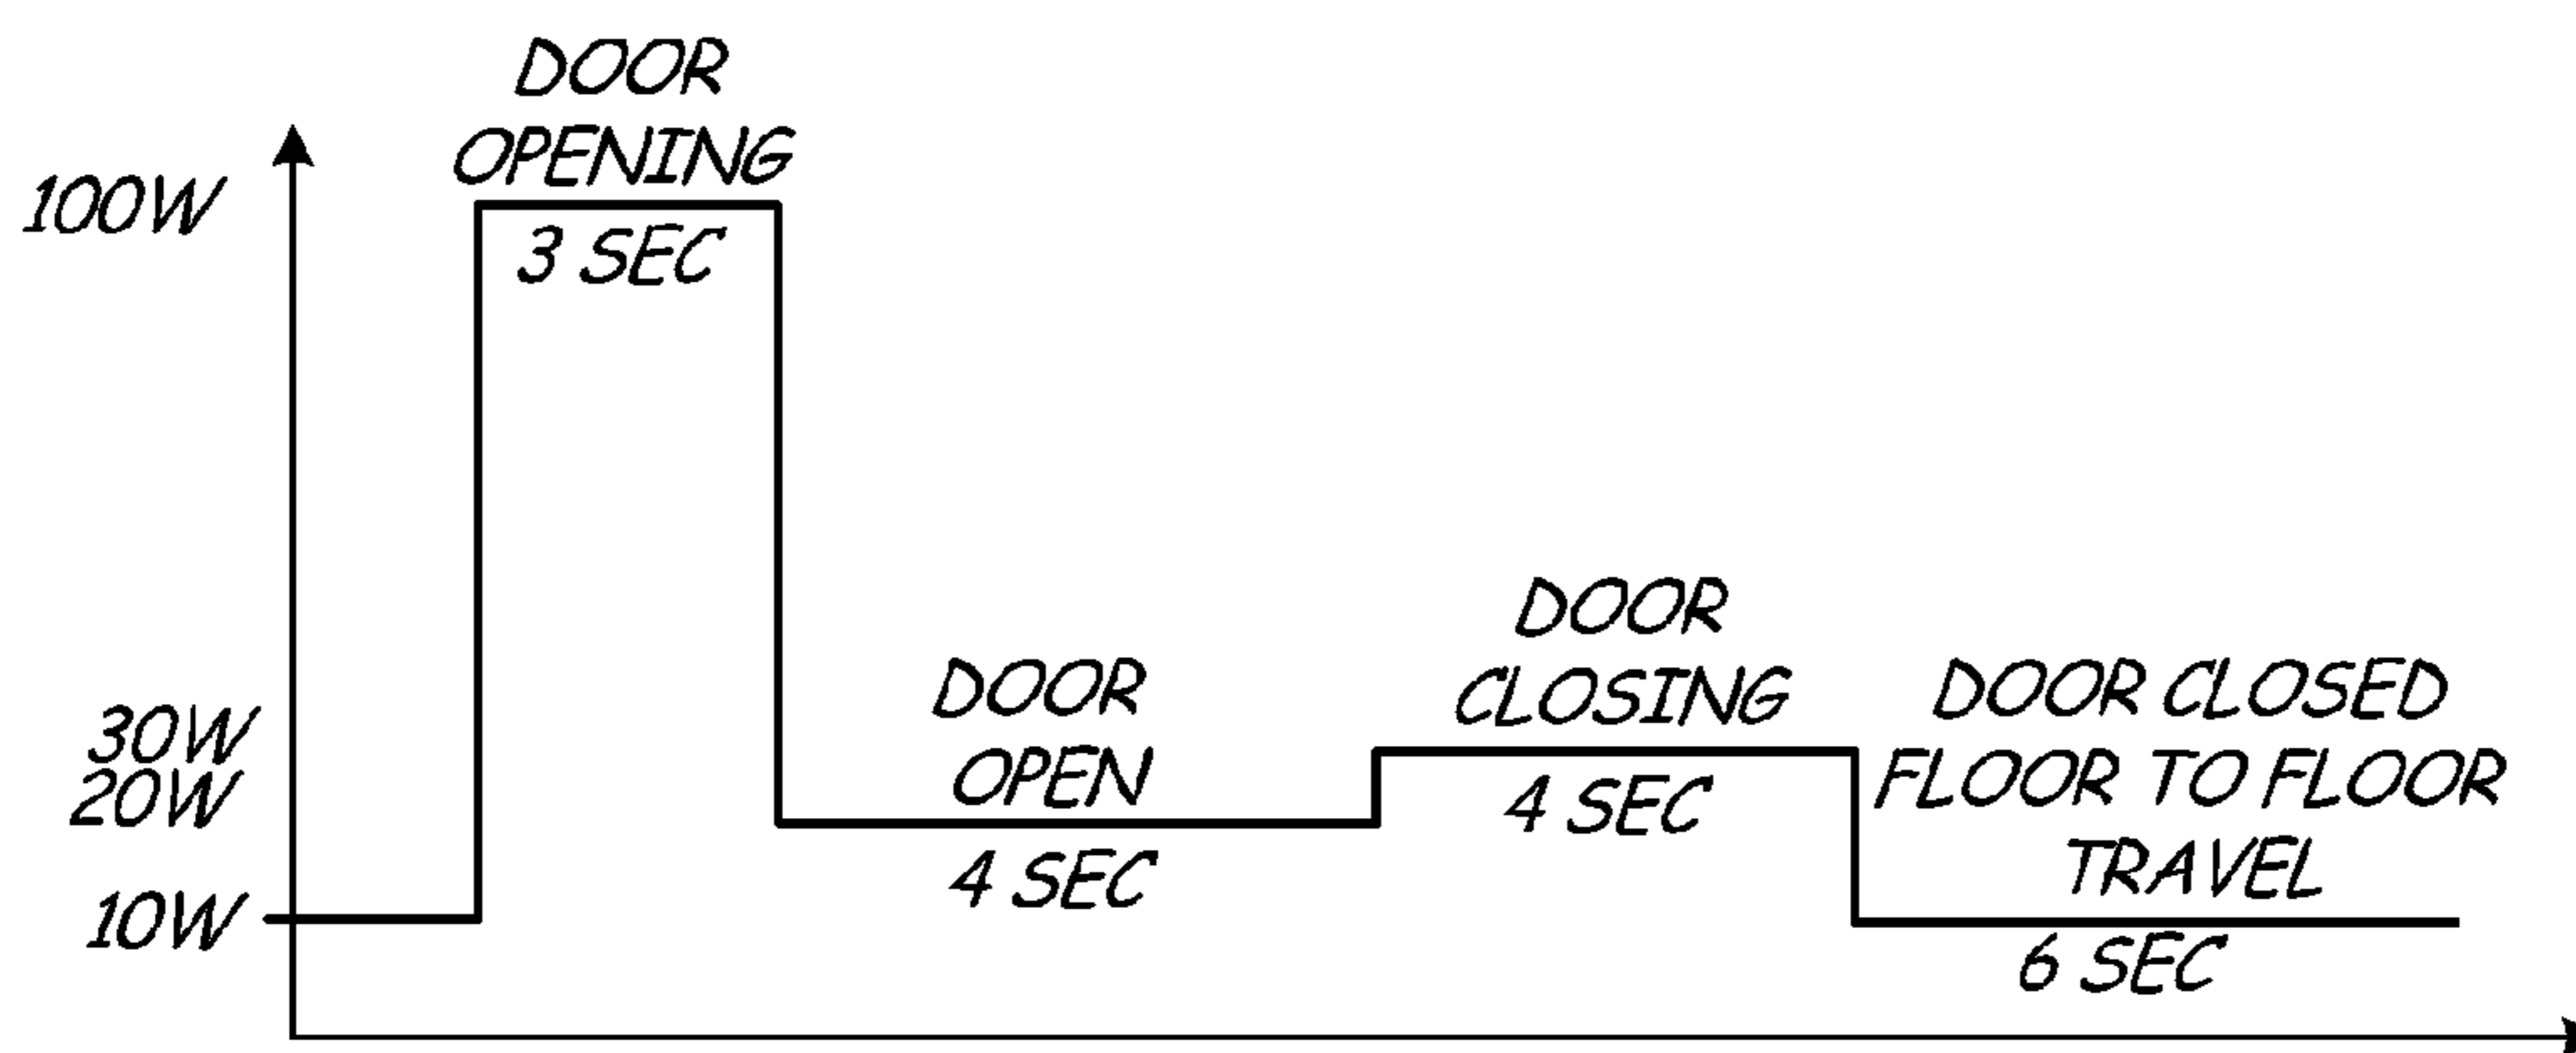 DOOR
OPENING
100W
3 SEC
DOOR
CLOSING
DOOR
OPEN
DOOR CLOSED
FLOOR TO FLOOR
TRAVEL
30W
20W
4 SEC
4 SEC
10W
6 SEC